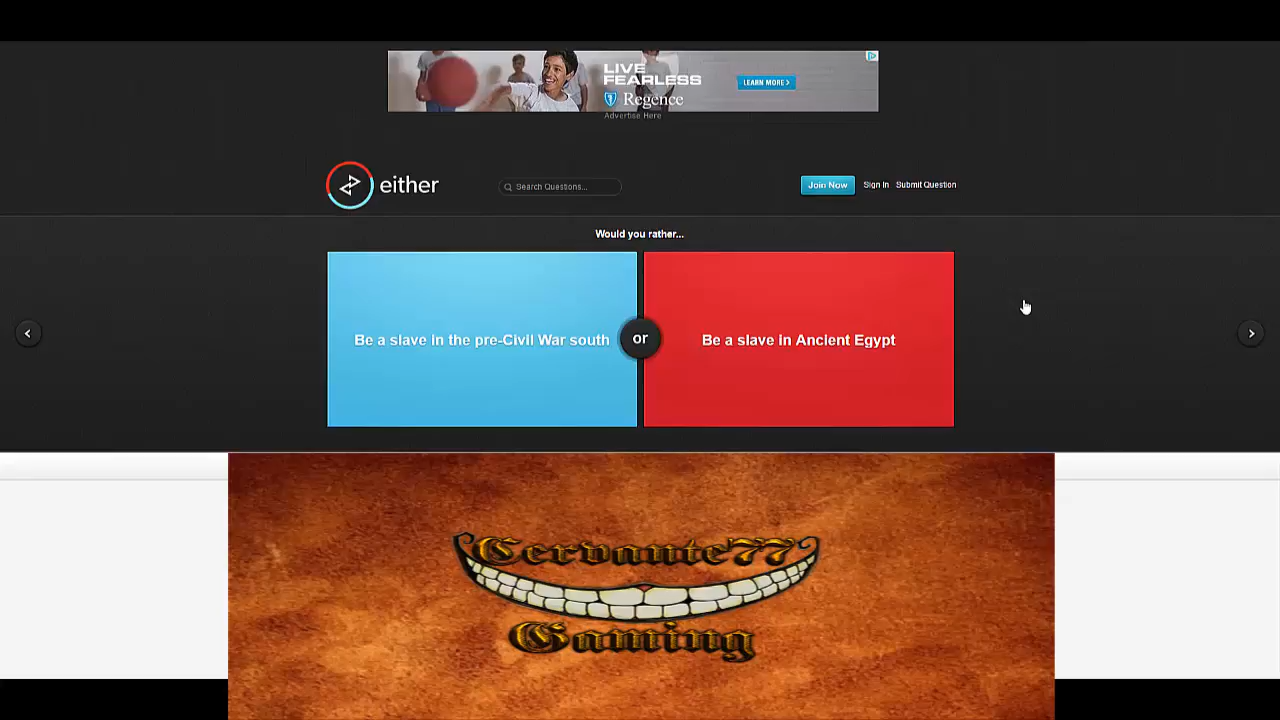 LIVE
FEARLESS
Regence
LEARN MORE >
Advertise Here
either
Search Questions...
Join Now
Sign In
Submit Question
Would you rather...
Be a slave in the pre-Civil War south
or
Be a slave in Ancient Egypt
Cervante77
Gaming